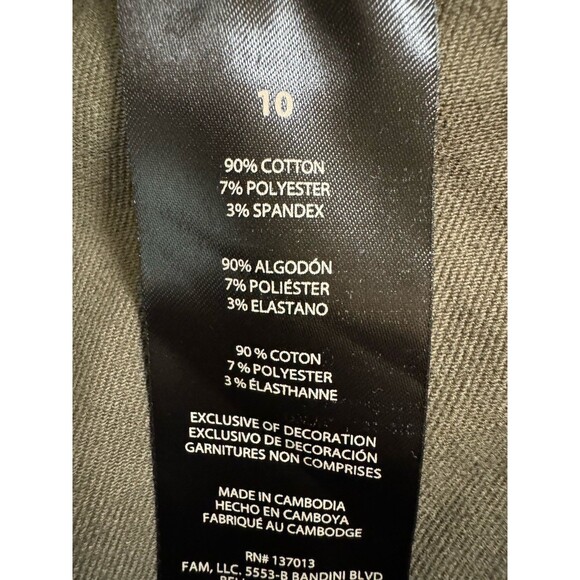 10
90% COTTON
7% POLYESTER
3% SPANDEX
90% ALGODÓN
7% POLIÉSTER
3% ELASTANO
90 % COTON
7 % POLYESTER
3 % ÉLASTHANNE
EXCLUSIVE OF DECORATION
EXCLUSIVO DE DECORACIÓN
GARNITURES NON COMPRISES
MADE IN CAMBODIA
HECHO EN CAMBOYA
FABRIQUÉ AU CAMBODGE
RN# 137013
FAM, LLC. 5553-B BANDINI BLVD